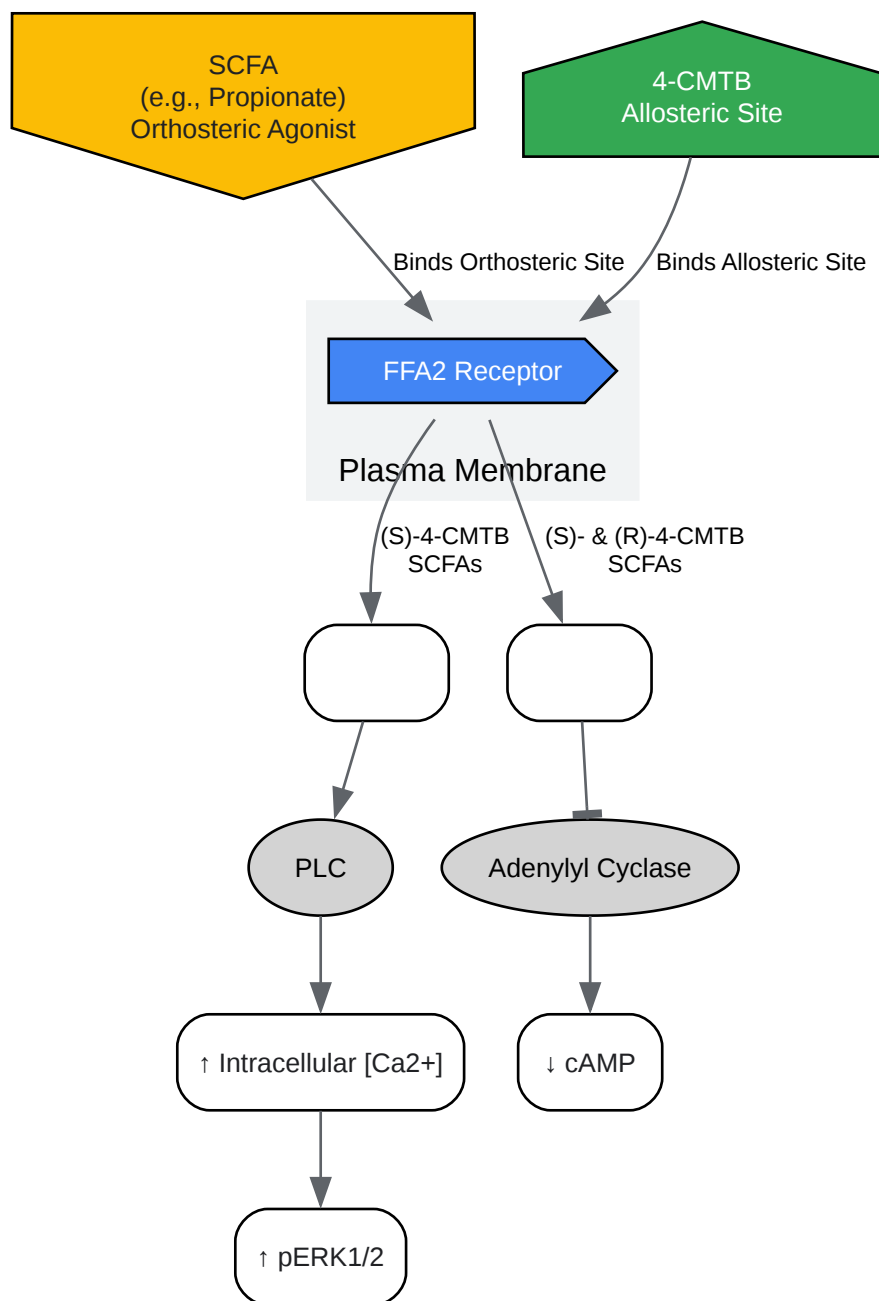 SCFA
(e.g., Propionate)
Orthosteric Agonist
4-CMTB
Allosteric Site
Binds Orthosteric Site
Binds Allosteric Site
FFA2 Receptor
Plasma Membrane
(S)-4-CMTB
SCFAs
(S)- & (R)-4-CMTB
SCFAs
PLC
Adenylyl Cyclase
↑ Intracellular [Ca2+]
↓ cAMP
↑ pERK1/2